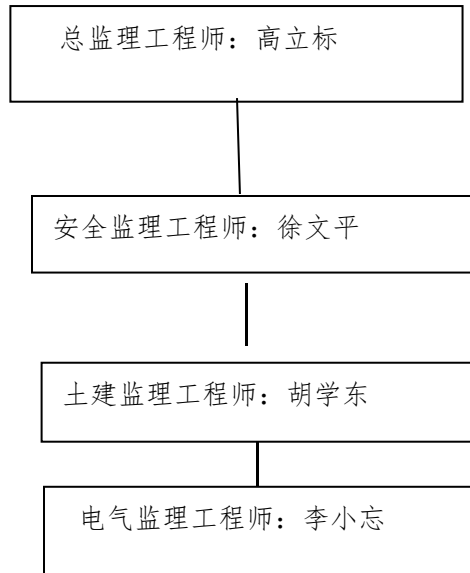 总监理工程师：高立标
安全监理工程师：徐文平
土建监理工程师：胡学东
电气监理工程师：李小忘